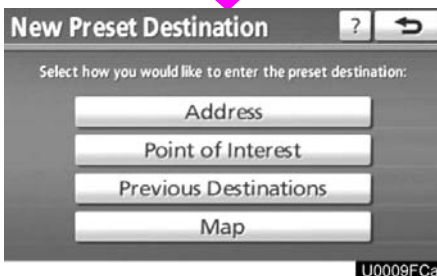 New Preset Destination ?
Select how you would like to enter the preset destination:
Address
Point of Interest
Previous Destinations
Map
U0009FCa